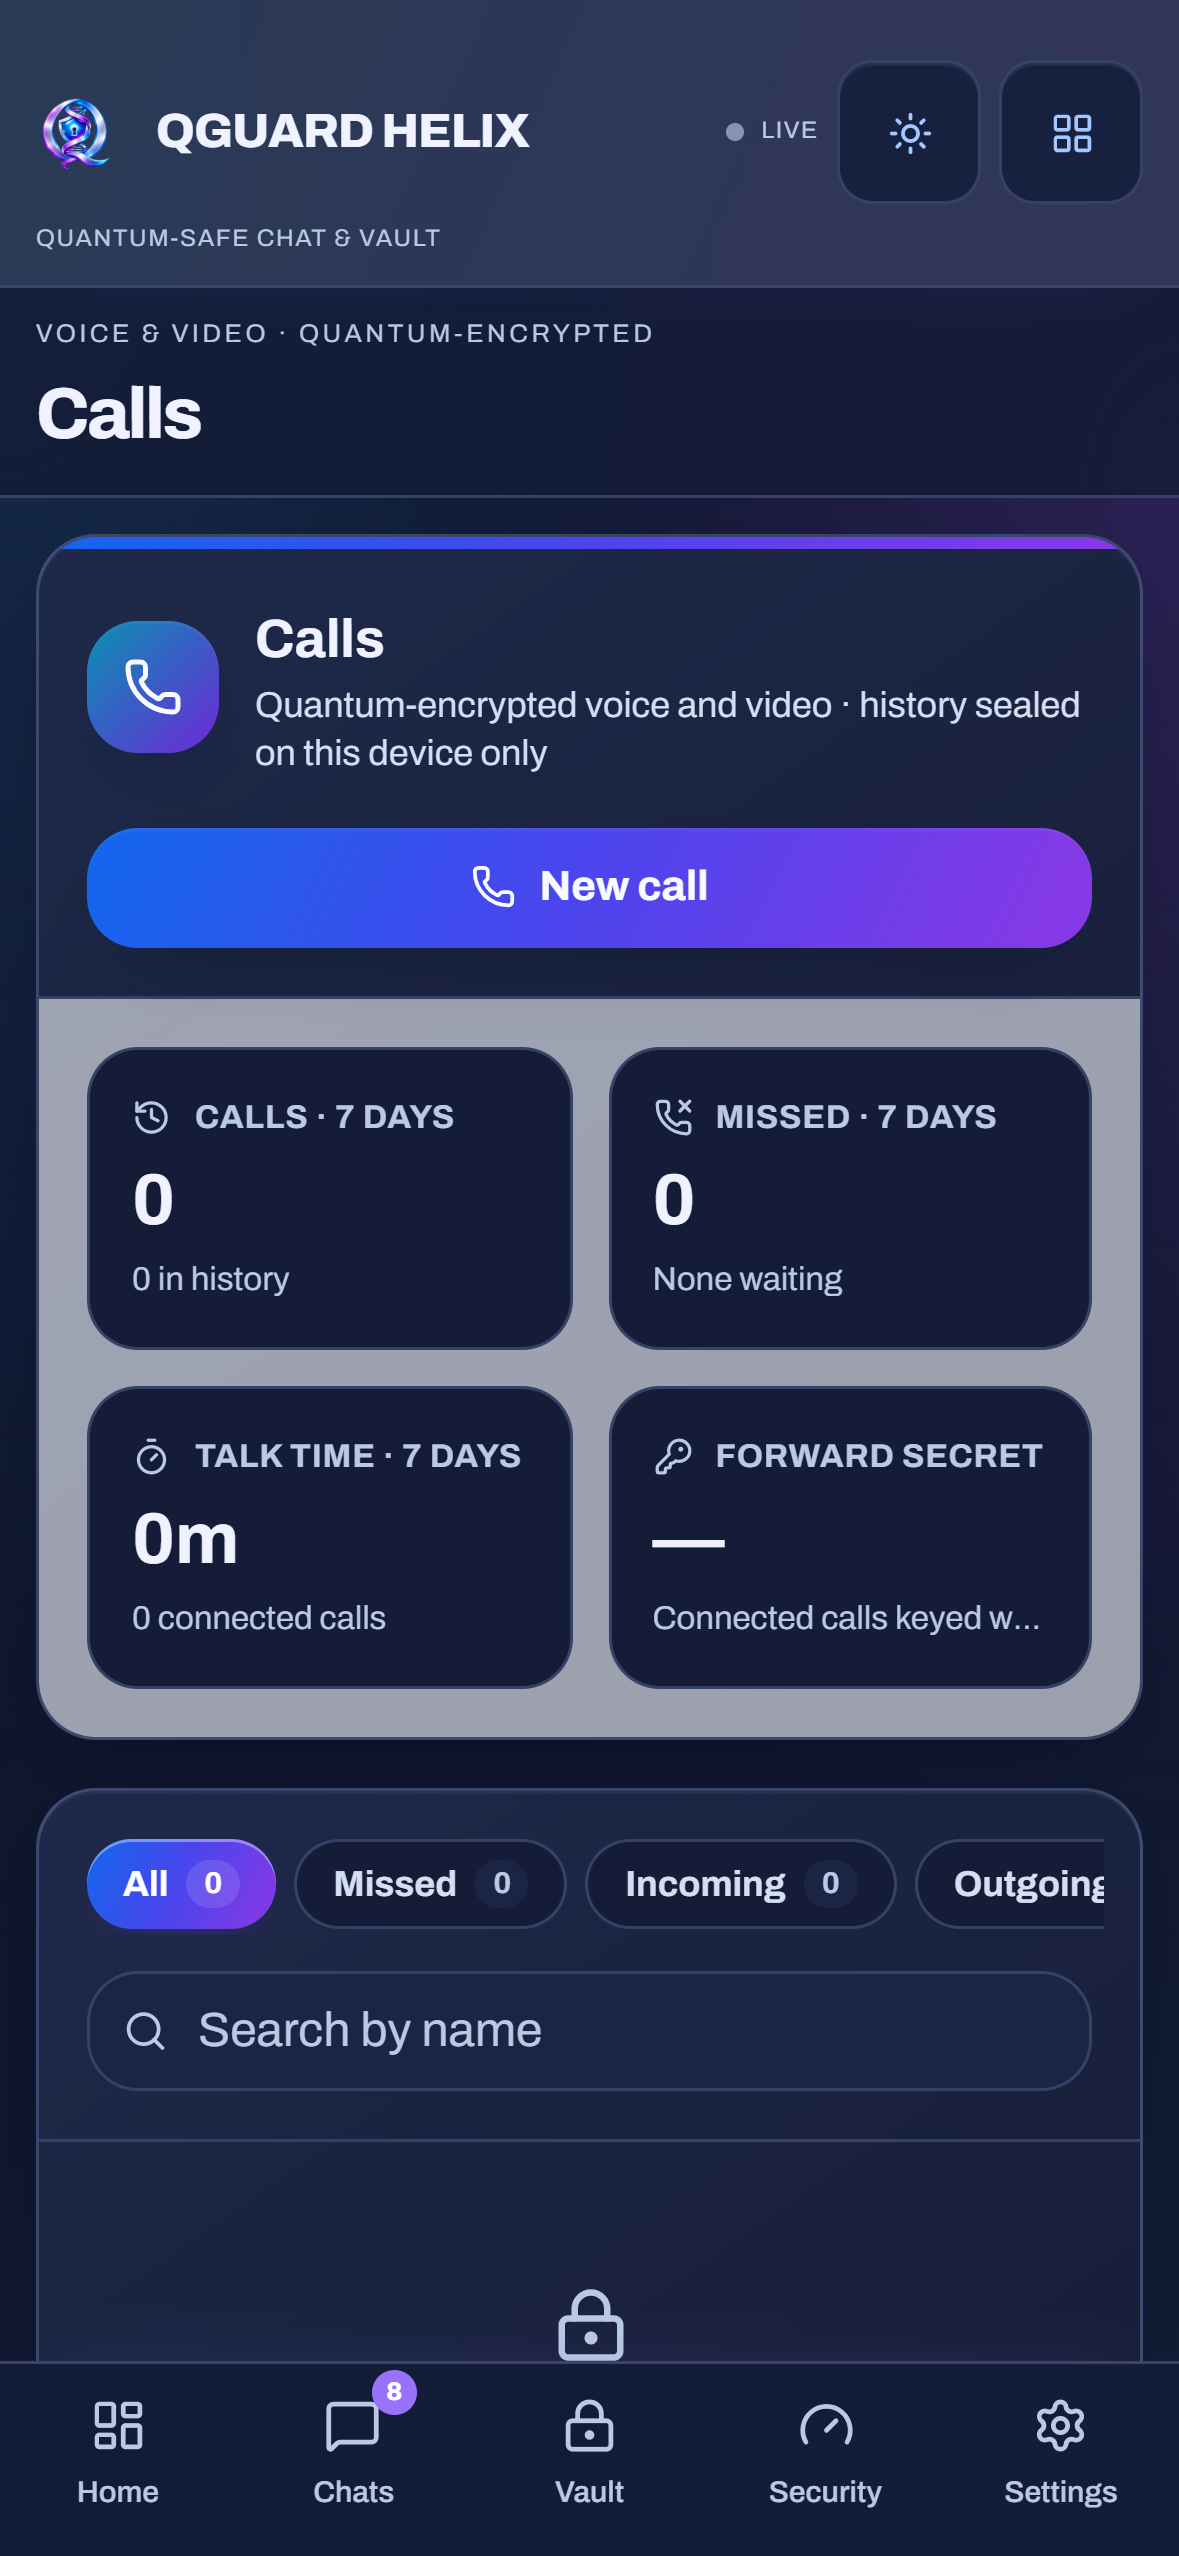 QGUARD HELIX
LIVE
QUANTUM-SAFE CHAT & VAULT
VOICE & VIDEO · QUANTUM-ENCRYPTED
Calls
Calls
Quantum-encrypted voice and video · history sealed
on this device only
New call
CALLS · 7 DAYS
0
0 in history
MISSED · 7 DAYS
0
None waiting
TALK TIME · 7 DAYS
0m
0 connected calls
FORWARD SECRET
—
Connected calls keyed w...
All 0
Missed 0
Incoming 0
Outgoing
Search by name
8
Home
Chats
Vault
Security
Settings